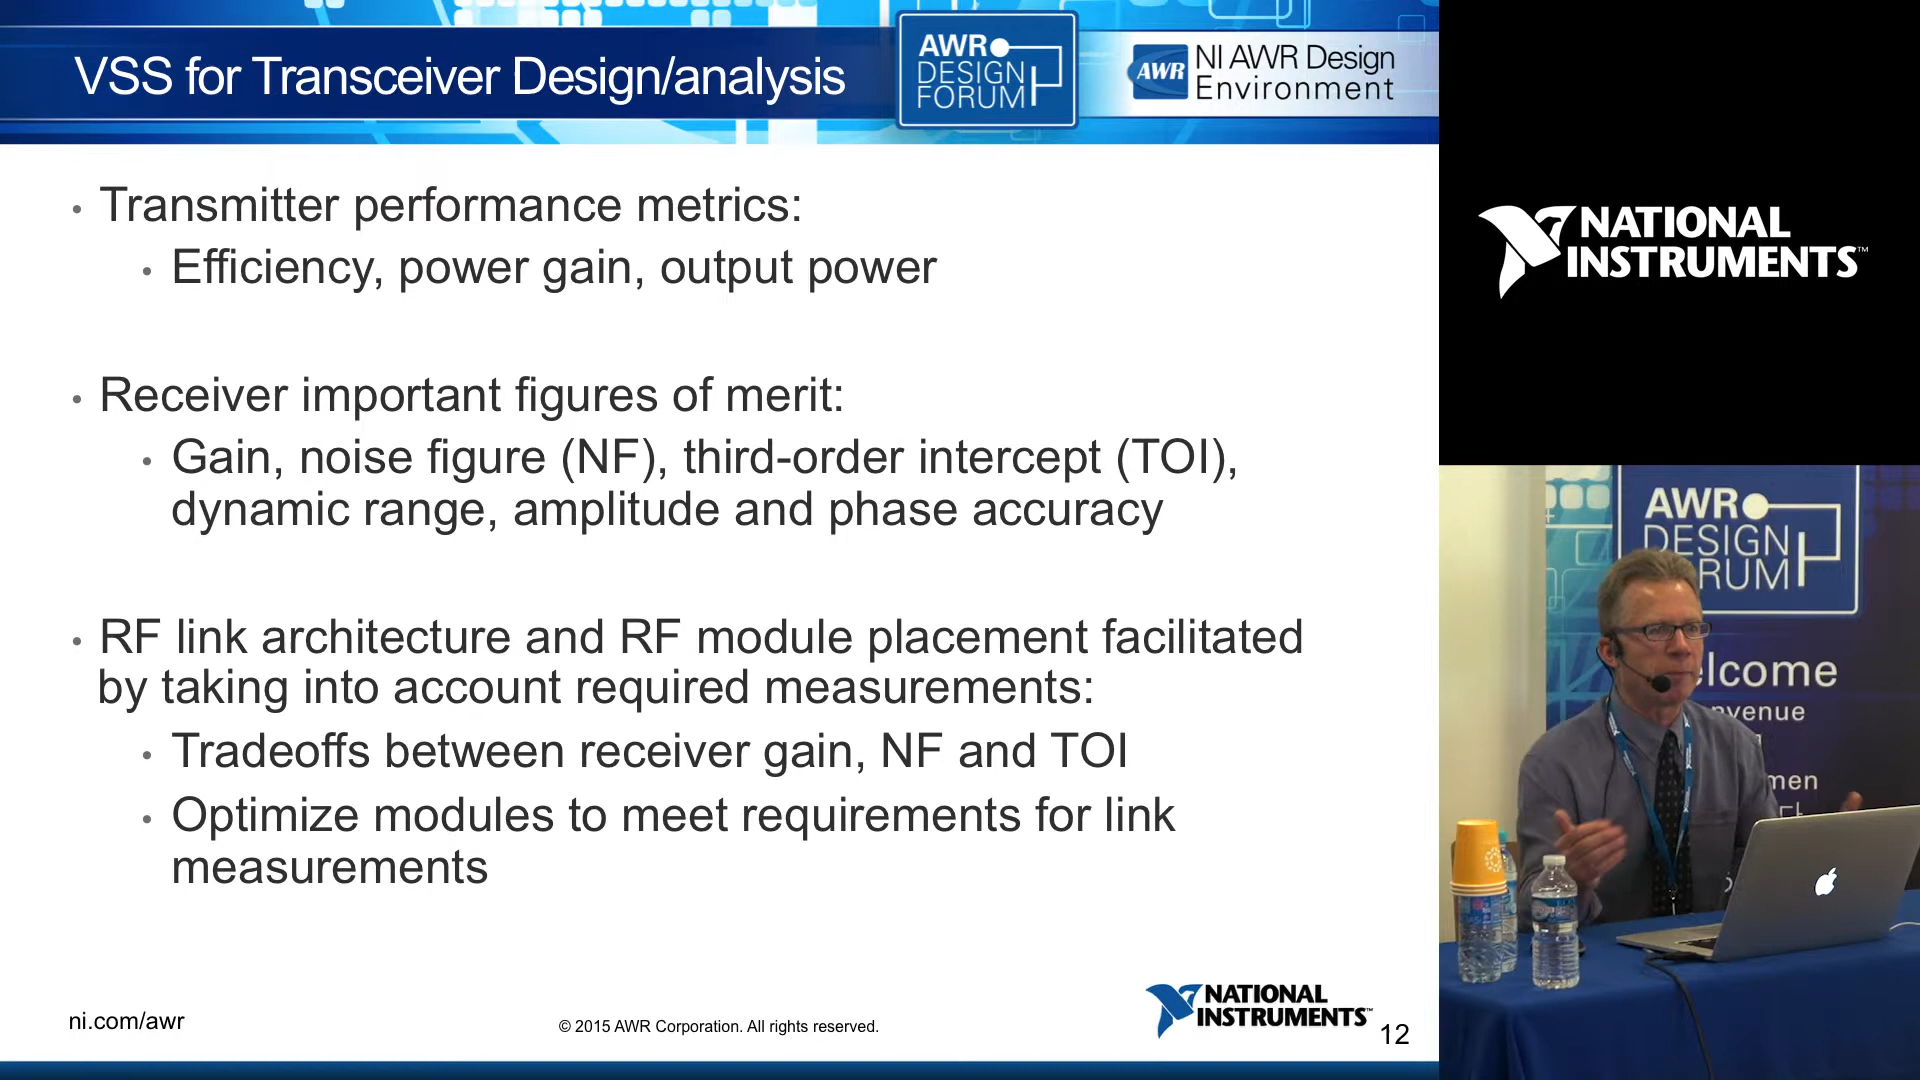 VSS for Transceiver Design/analysis
AWR
DESIGN
FORUM
AWR
NI AWR Design
Environment
• Transmitter performance metrics:
• Efficiency, power gain, output power
• Receiver important figures of merit:
• Gain, noise figure (NF), third-order intercept (TOI),
dynamic range, amplitude and phase accuracy
• RF link architecture and RF module placement facilitated
by taking into account required measurements:
• Tradeoffs between receiver gain, NF and TOI
• Optimize modules to meet requirements for link
measurements
ni.com/awr
© 2015 AWR Corporation. All rights reserved.
NATIONAL
INSTRUMENTS™
12
NATIONAL
INSTRUMENTS™
AWR
DESIGN
RUM
elcome
nvenue
men